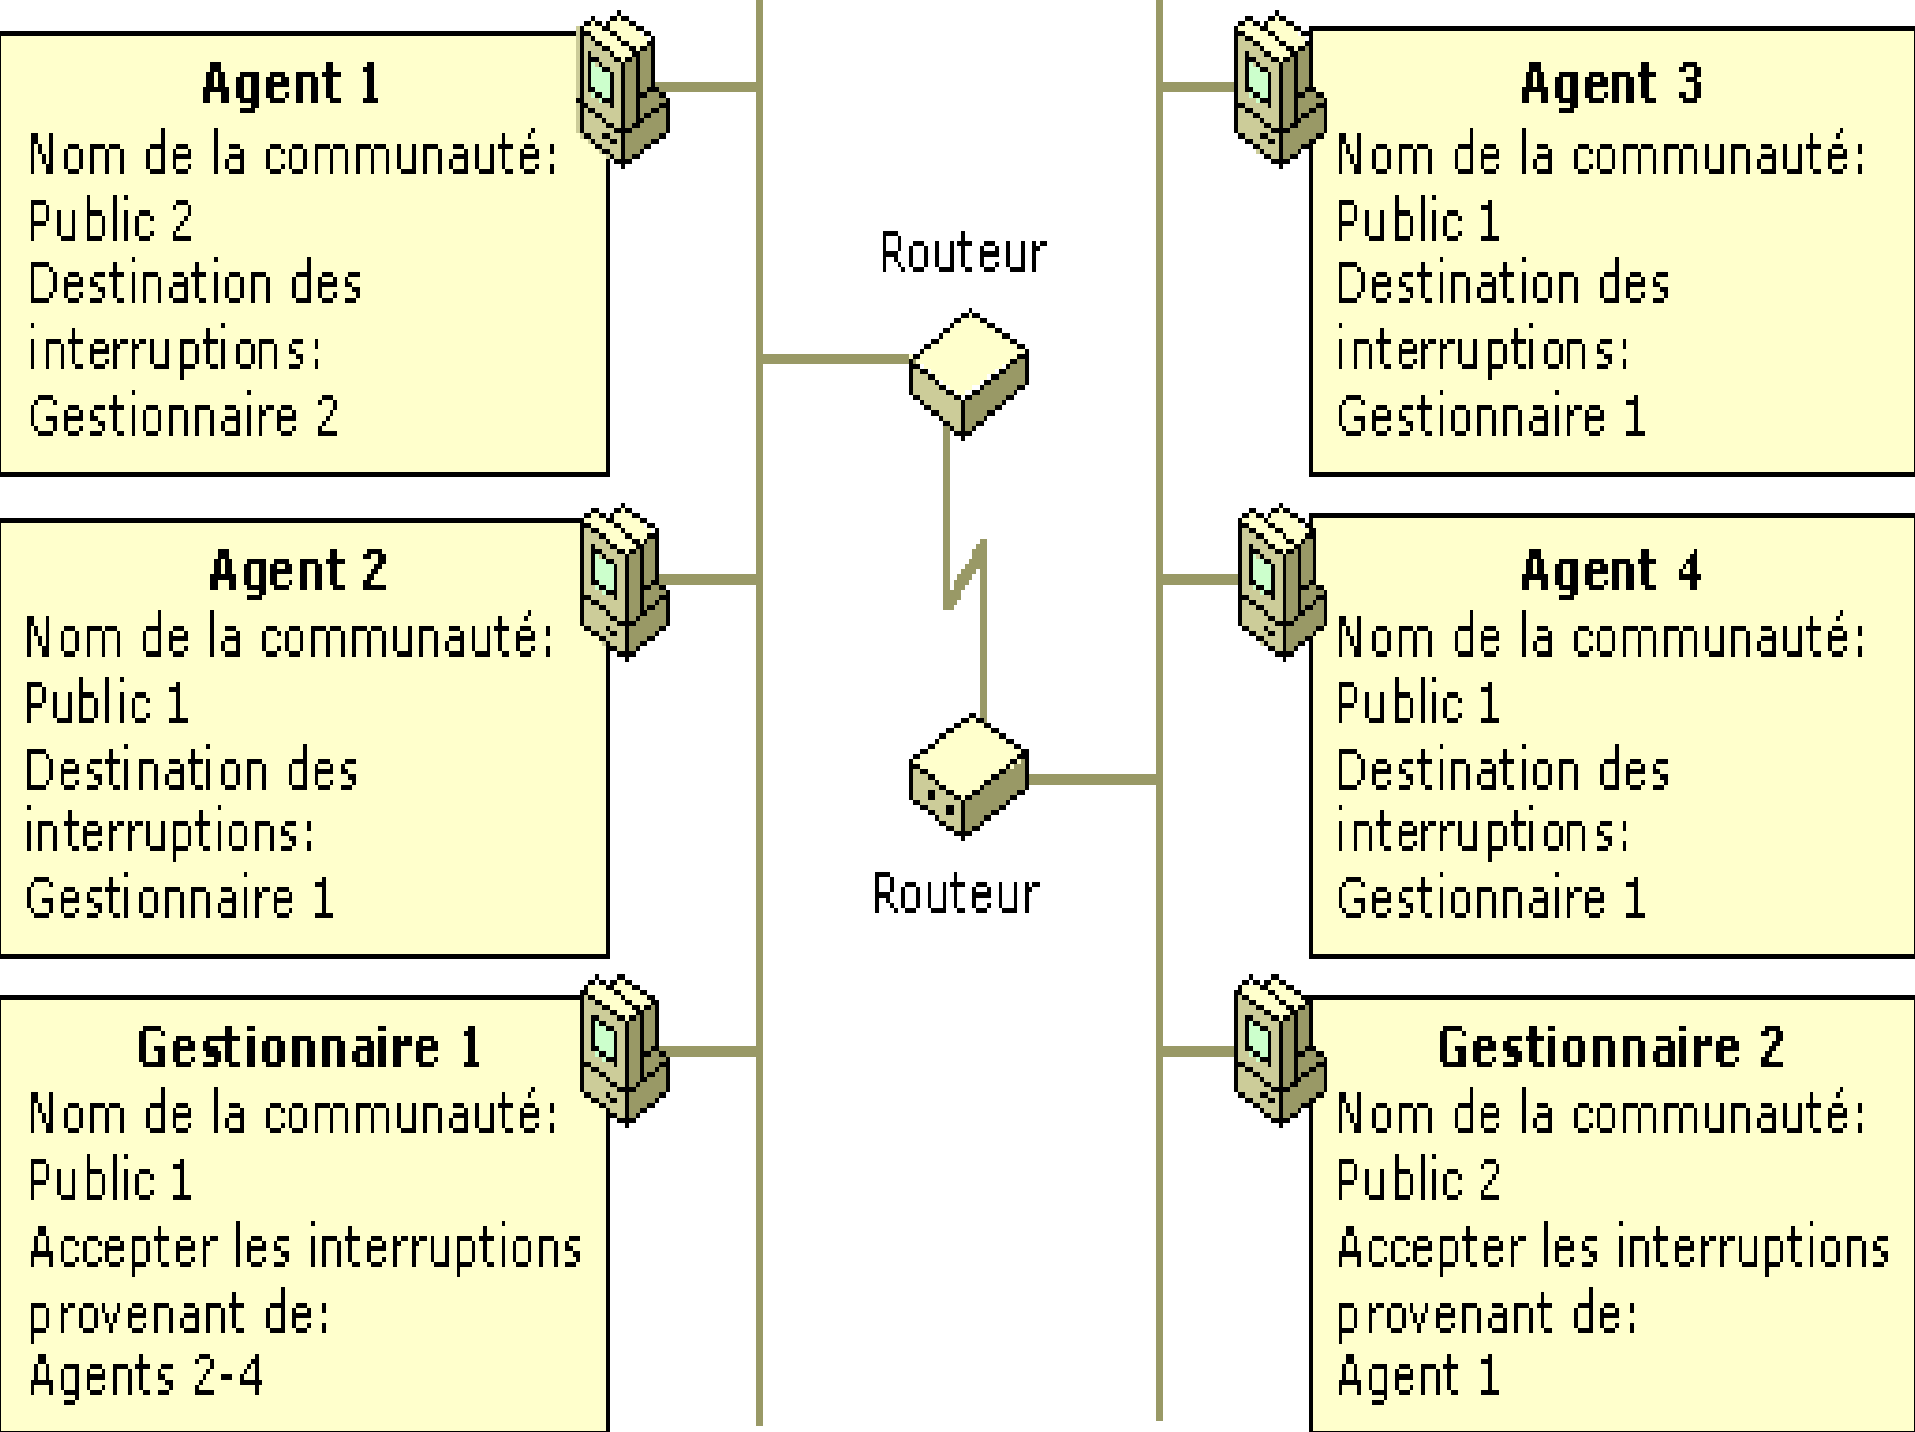 Agent 1
Nom de la communauté:
Public 2
Destination des
interruptions:
Gestionnaire 2
Agent 2
Nom de la communauté:
Public 1
Destination des
interruptions:
Gestionnaire 1
Gestionnaire 1
Nom de la communauté:
Public 1
Accepter les interruptions
provenant de:
Agents 2-4
Routeur
Routeur
Agent 3
Nom de la communauté:
Public 1
Destination des
interruptions:
Gestionnaire 1
Agent 4
Nom de la communauté:
Public 1
Destination des
interruptions:
Gestionnaire 1
Gestionnaire 2
Nom de la communauté:
Public 2
Accepter les interruptions
provenant de:
Agent 1